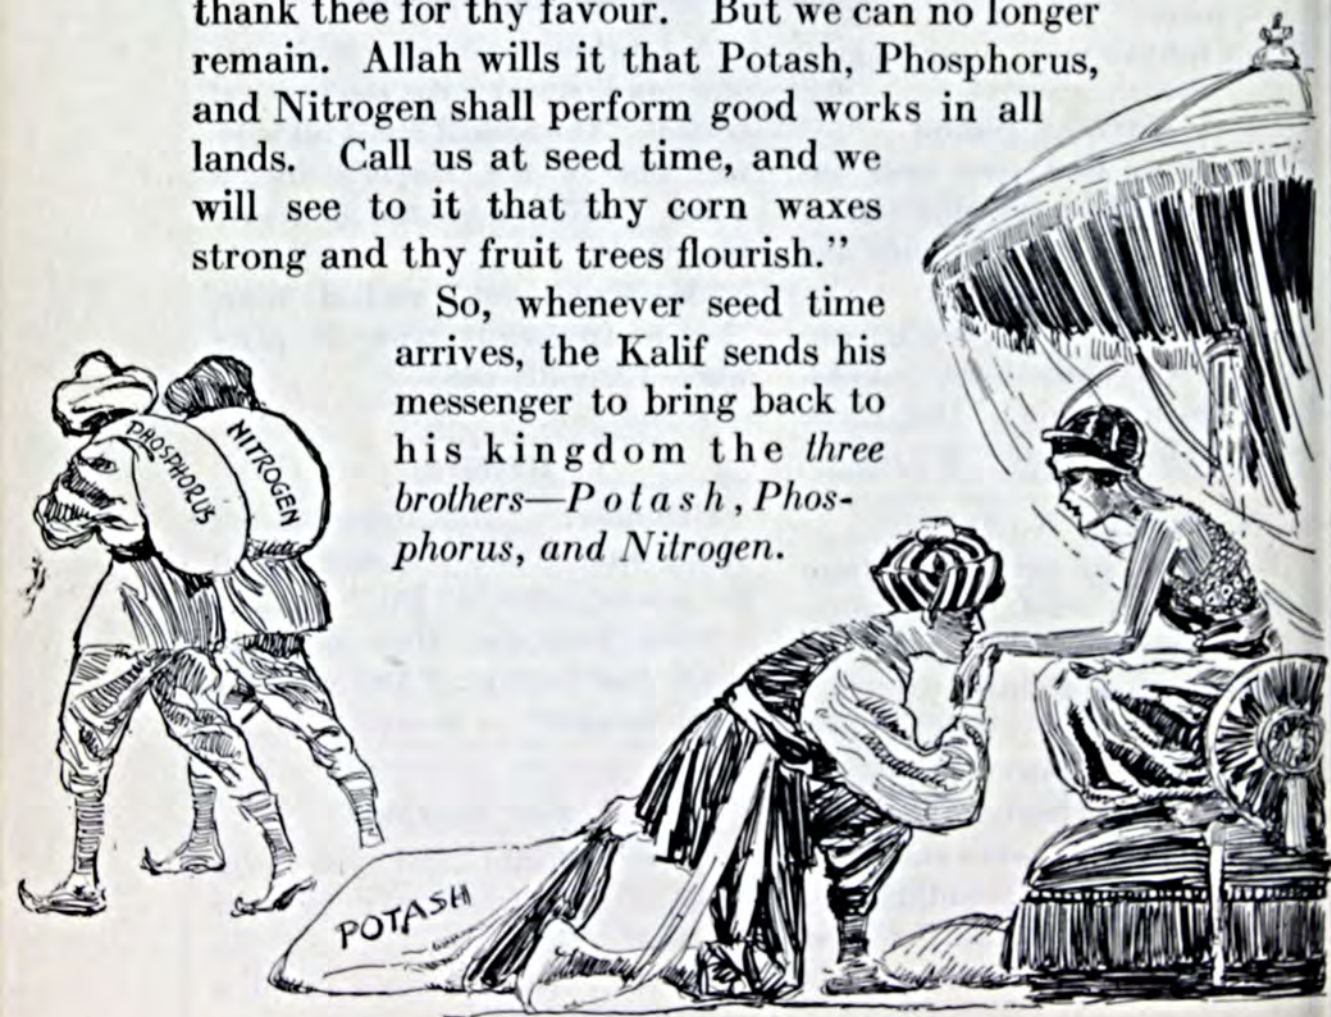 thank thee for thy favour. But we can no longer
remain. Allah wills it that Potash, Phosphorus,
and Nitrogen shall perform good works in all
lands. Call us at seed time, and we
will see to it that thy corn waxes
strong and thy fruit trees flourish.”
So, whenever seed time
arrives, the Kalif sends his
messenger to bring back to
his kingdom the three
brothers—Potash, Phos-
phorus, and Nitrogen.
PHOSPHORUS
NITROGEN
POTASH